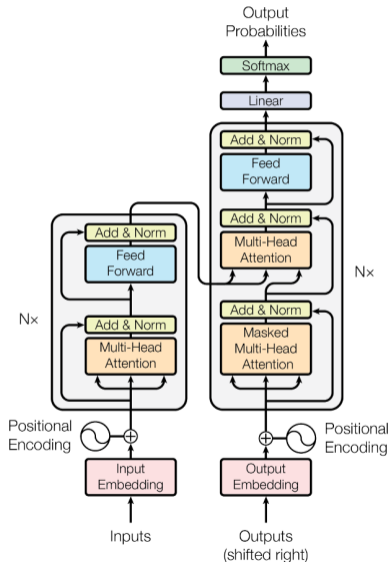 Output
Probabilities
Softmax
Linear
Add & Norm
Feed
Forward
Add & Norm
Multi-Head
Attention
Add & Norm
Masked
Multi-Head
Attention
N×
Add & Norm
Feed
Forward
N×
Add & Norm
Multi-Head
Attention
Positional
Encoding
Positional
Encoding
Input
Embedding
Output
Embedding
Inputs
Outputs
(shifted right)